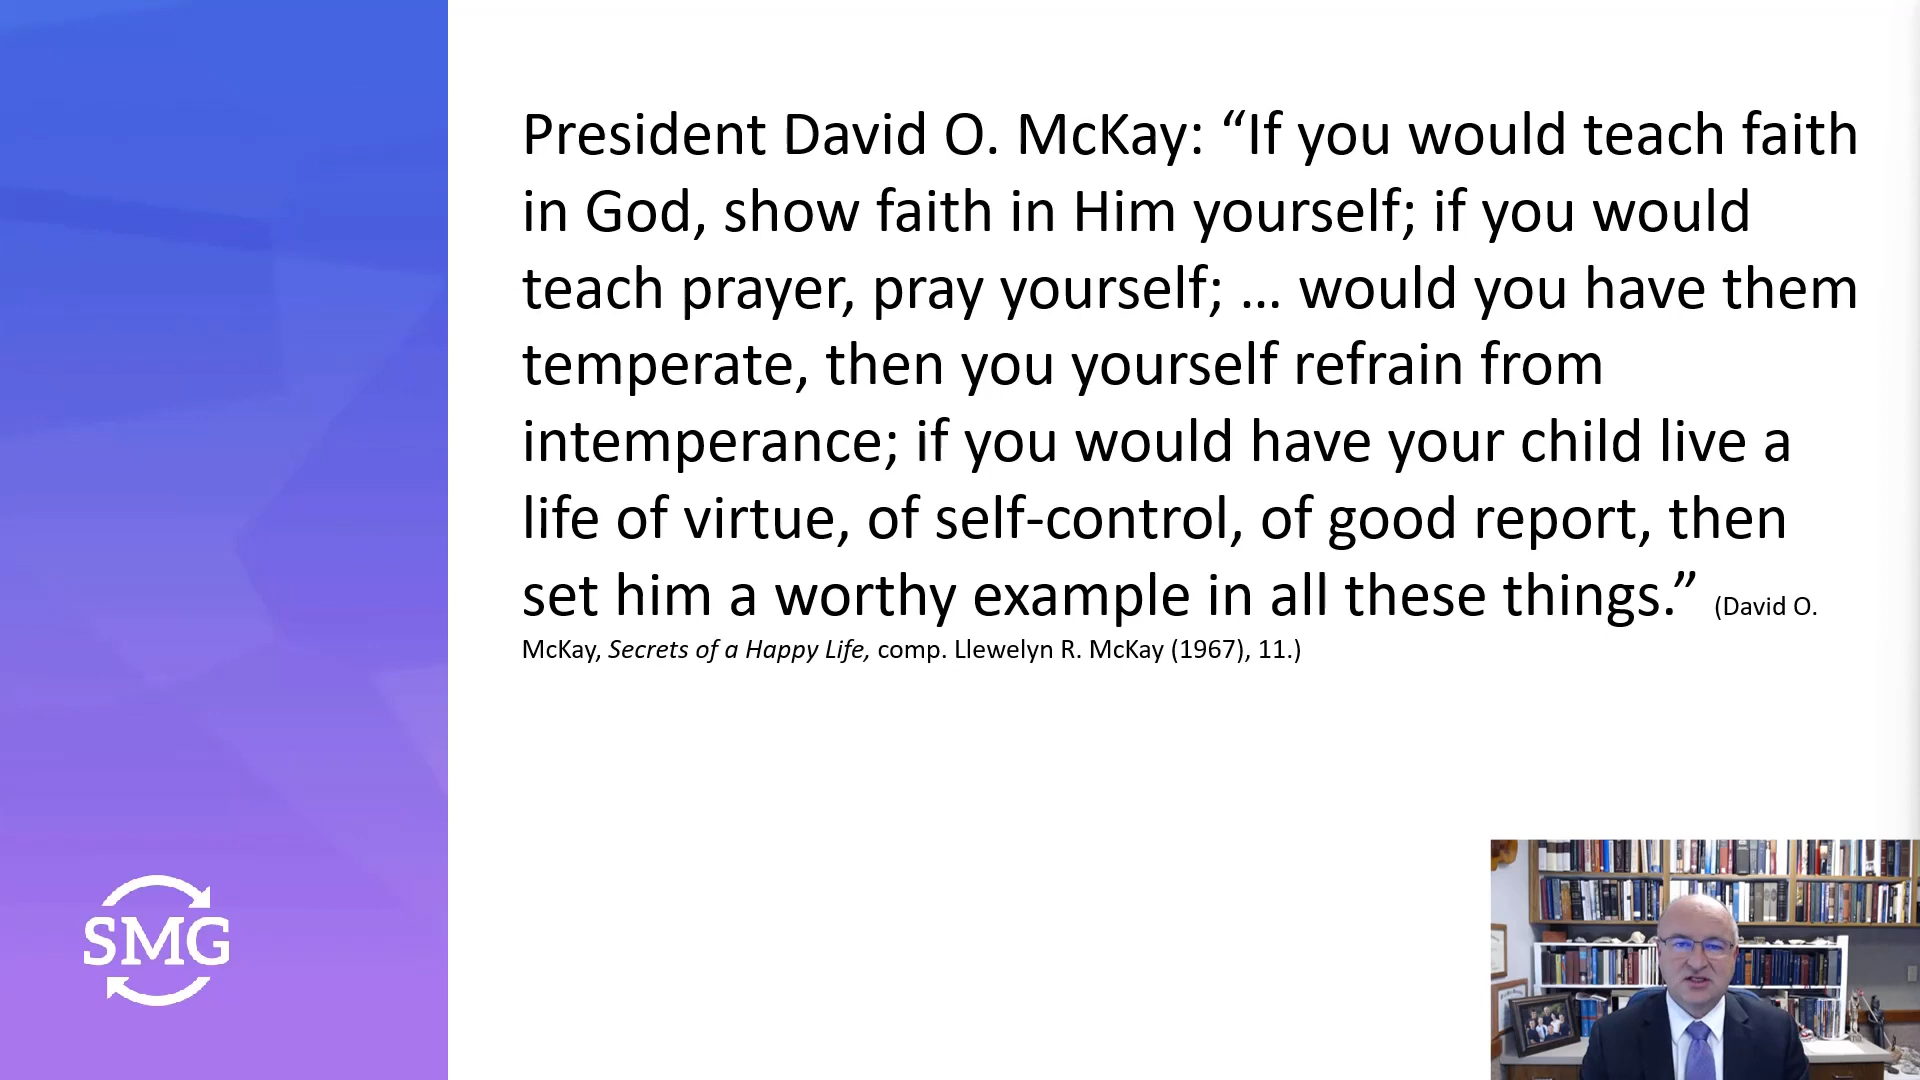 President David O. McKay: “If you would teach faith
in God, show faith in Him yourself; if you would
teach prayer, pray yourself; … would you have them
temperate, then you yourself refrain from
intemperance; if you would have your child live a
life of virtue, of self-control, of good report, then
set him a worthy example in all these things.” (David O.
McKay, Secrets of a Happy Life, comp. Llewelyn R. McKay (1967), 11.)
SMG